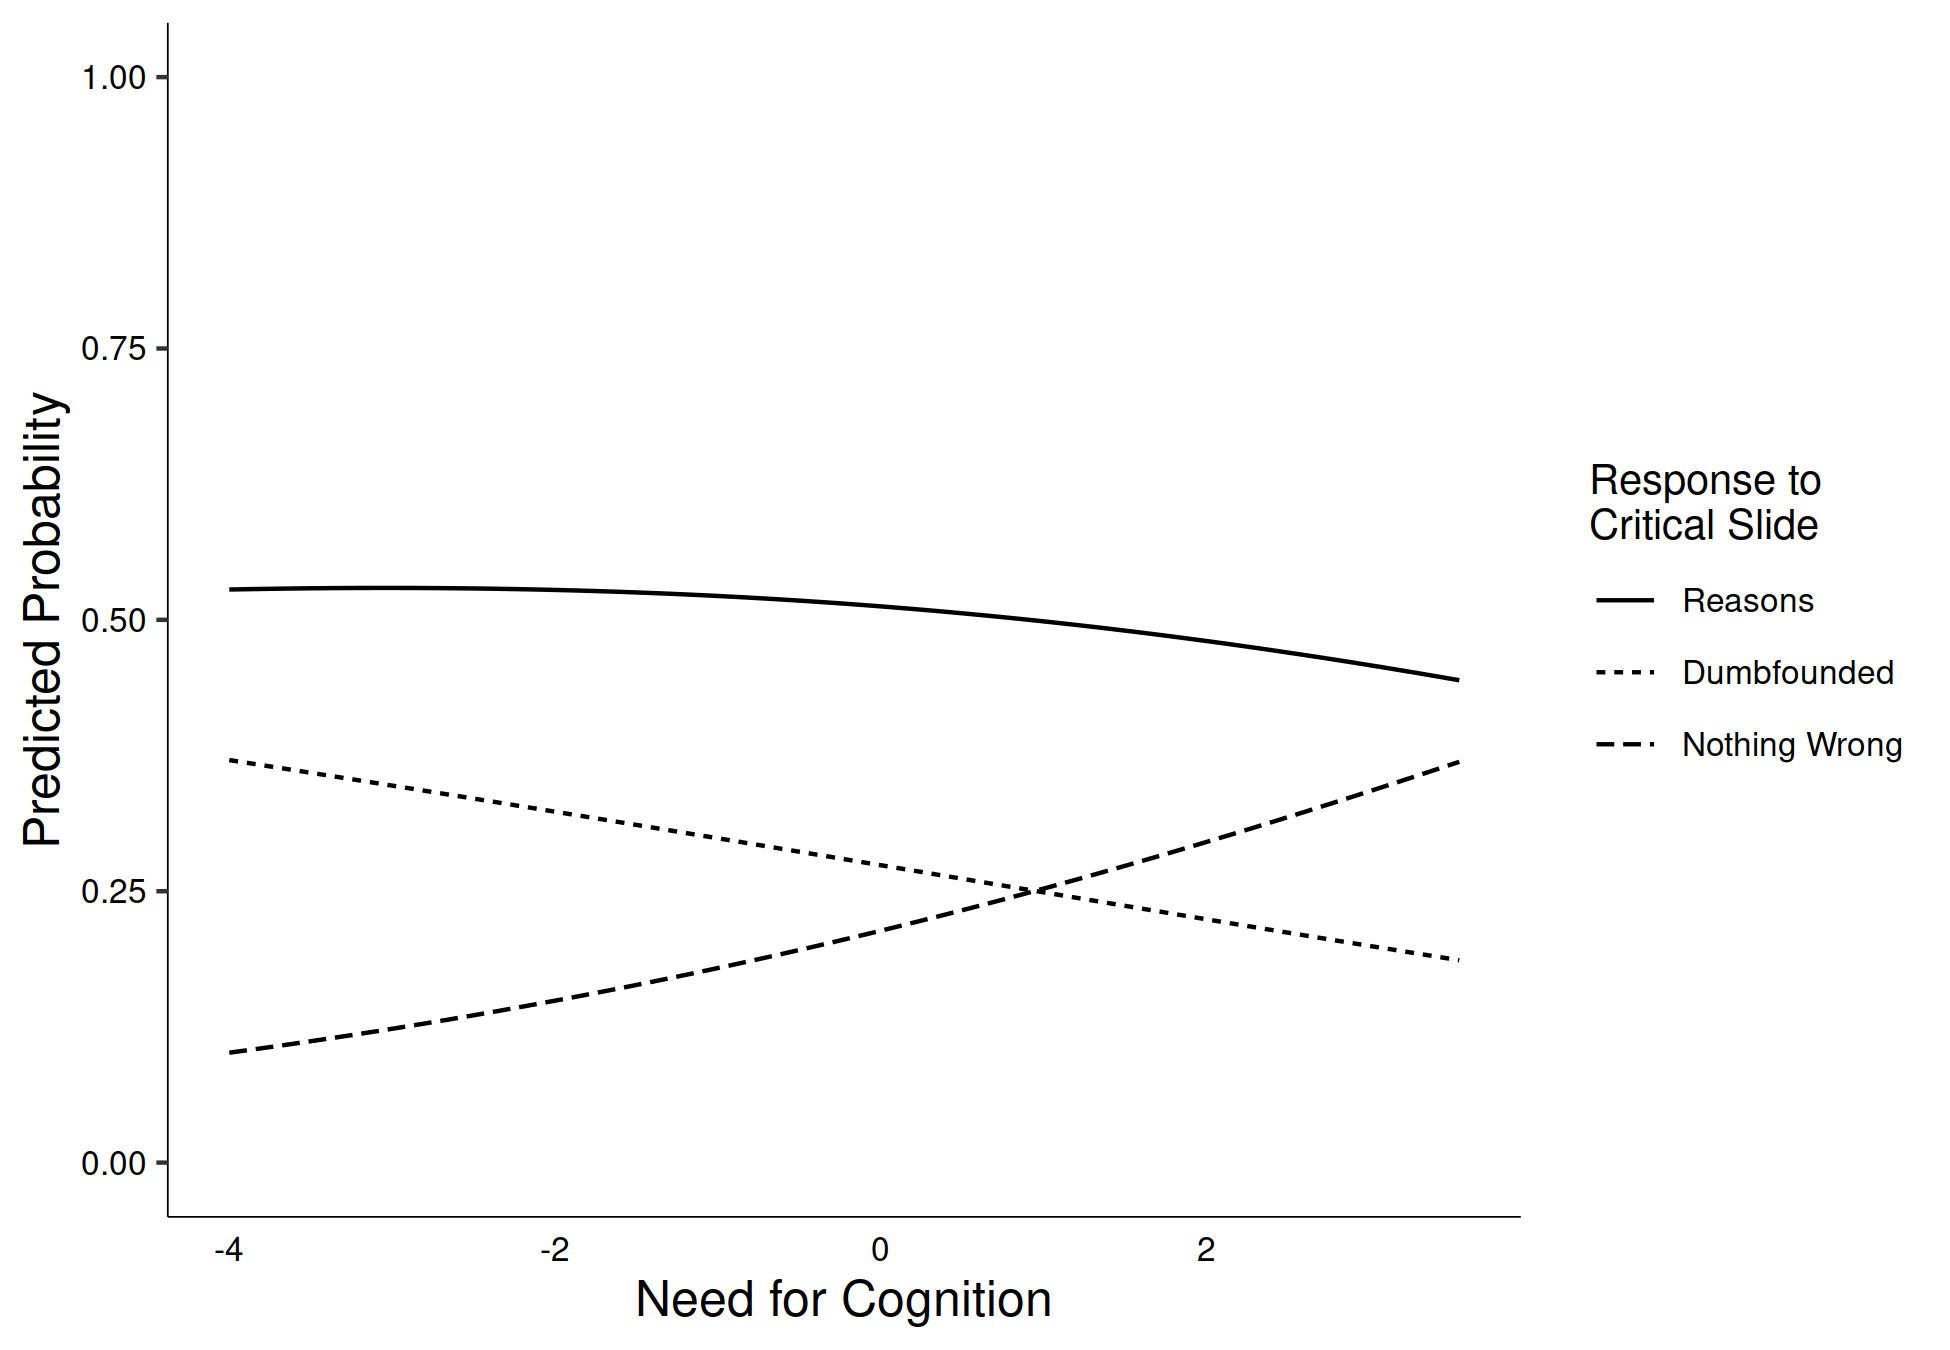 1.00
0.75
0.50
0.25
0.00
Predicted Probability
-4
-2
0
2
Need for Cognition
Response to
Critical Slide
Reasons
Dumbfounded
Nothing Wrong